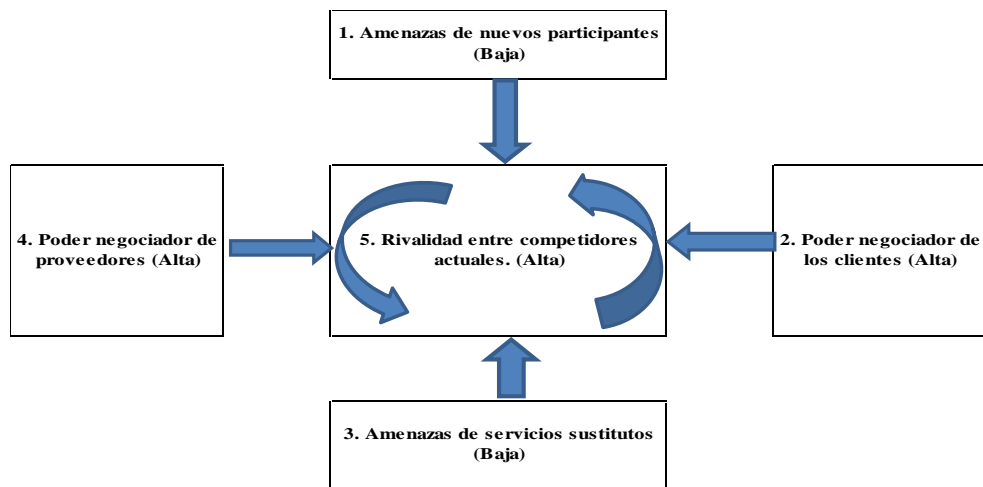 1. Amenazas de nuevos participantes
(Baja)
4. Poder negociador de
proveedores (Alta)
5. Rivalidad entre competidores
actuales. (Alta)
2. Poder negociador de
los clientes (Alta)
3. Amenazas de servicios sustitutos
(Baja)